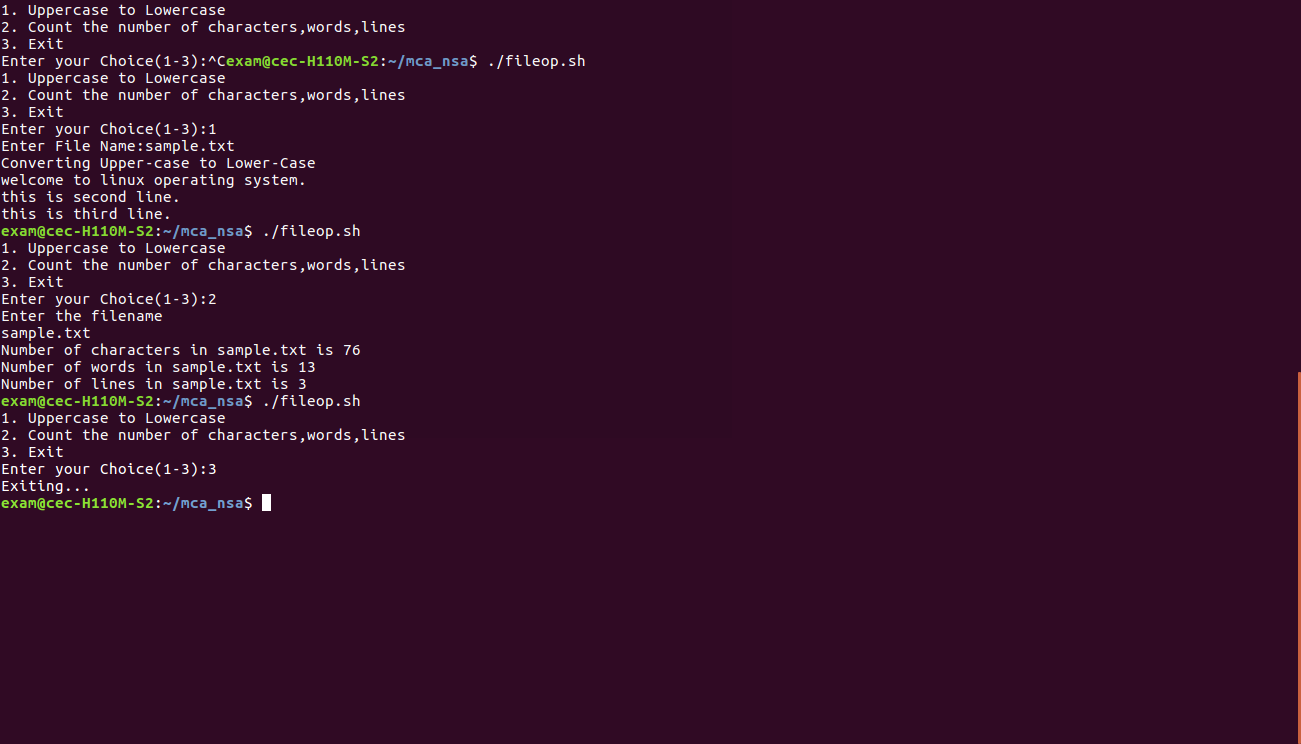 1. Uppercase to Lowercase
2. Count the number of characters,words,lines
3. Exit
Enter your Choice(1-3):^Cexam@cec-H110M-S2:~/mca_nsa$ ./fileop.sh
1. Uppercase to Lowercase
2. Count the number of characters,words,lines
3. Exit
Enter your Choice(1-3):1
Enter File Name:sample.txt
Converting Upper-case to Lower-Case
welcome to linux operating system.
this is second line.
this is third line.
exam@cec-H110M-S2:~/mca_nsa$ ./fileop.sh
1. Uppercase to Lowercase
2. Count the number of characters,words,lines
3. Exit
Enter your Choice(1-3):2
Enter the filename
sample.txt
Number of characters in sample.txt is 76
Number of words in sample.txt is 13
Number of lines in sample.txt is 3
exam@cec-H110M-S2:~/mca_nsa$ ./fileop.sh
1. Uppercase to Lowercase
2. Count the number of characters,words,lines
3. Exit
Enter your Choice(1-3):3
Exiting...
exam@cec-H110M-S2:~/mca_nsa$